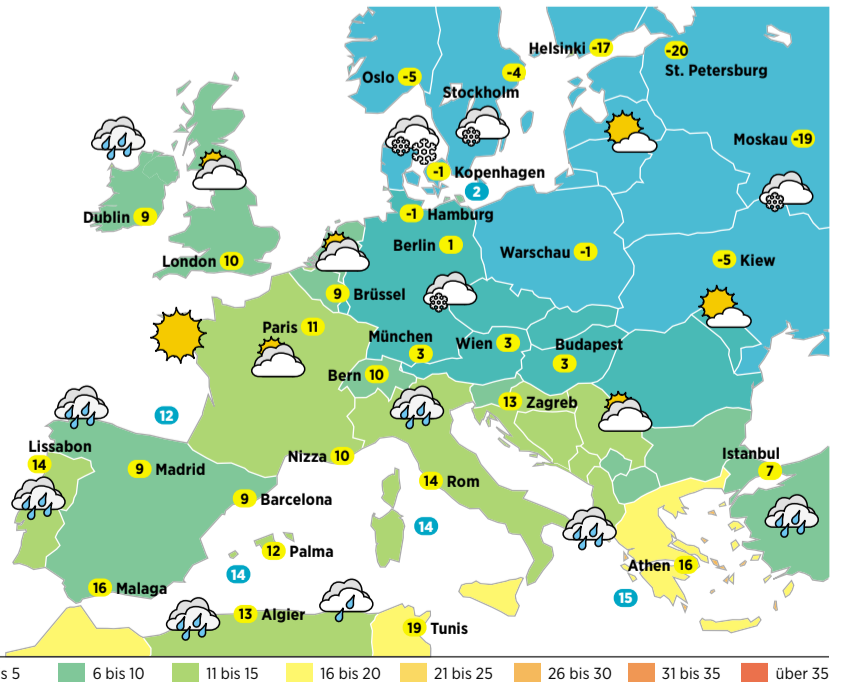 Helsinki -17
-20
St. Petersburg
Oslo -5
-4
Stockholm
Moskau -19
-1 Kopenhagen
2
Dublin 9
-1 Hamburg
Berlin 1
Warschau -1
-5 Kiew
London 10
9 Brüssel
Paris 11
München
3
Wien 3
Budapest
3
Bern 10
13 Zagreb
12
Lissabon
14
9 Madrid
Nizza 10
14 Rom
Istanbul
7
9 Barcelona
14
12 Palma
14
Athen 16
16 Malaga
15
13 Algier
19 Tunis
s 5 6 bis 10 11 bis 15 16 bis 20 21 bis 25 26 bis 30 31 bis 35 über 35